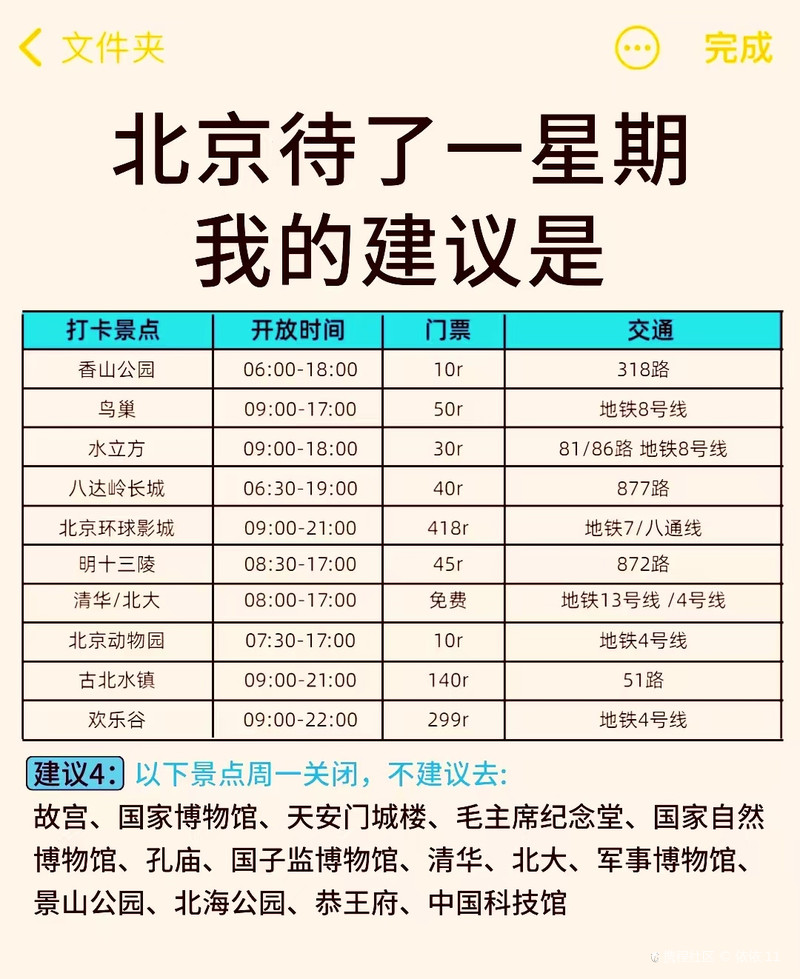 文件夹 完成
北京待了一星期
我的建议是
打卡景点 开放时间 门票 交通
香山公园 06:00-18:00 10r 318路
鸟巢 09:00-17:00 50r 地铁8号线
水立方 09:00-18:00 30r 81/86路 地铁8号线
八达岭长城 06:30-19:00 40r 877路
北京环球影城 09:00-21:00 418r 地铁7/八通线
明十三陵 08:30-17:00 45r 872路
清华/北大 08:00-17:00 免费 地铁13号线 /4号线
北京动物园 07:30-17:00 10r 地铁4号线
古北水镇 09:00-21:00 140r 51路
欢乐谷 09:00-22:00 299r 地铁4号线
建议4: 以下景点周一关闭，不建议去:
故宫、国家博物馆、天安门城楼、毛主席纪念堂、国家自然
博物馆、孔庙、国子监博物馆、清华、北大、军事博物馆、
景山公园、北海公园、恭王府、中国科技馆